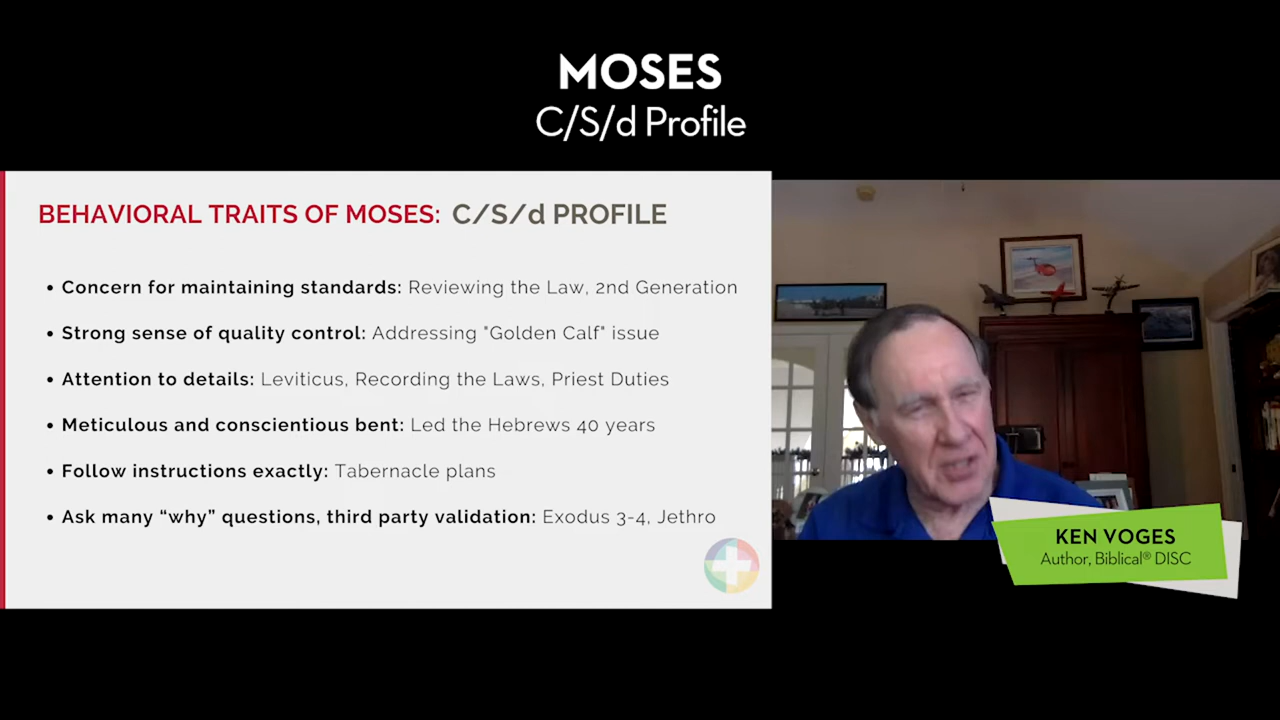 MOSES
C/S/d Profile
BEHAVIORAL TRAITS OF MOSES: C/S/d PROFILE
• Concern for maintaining standards: Reviewing the Law, 2nd Generation
• Strong sense of quality control: Addressing "Golden Calf" issue
• Attention to details: Leviticus, Recording the Laws, Priest Duties
• Meticulous and conscientious bent: Led the Hebrews 40 years
• Follow instructions exactly: Tabernacle plans
• Ask many “why” questions, third party validation: Exodus 3-4, Jethro
KEN VOGES
Author, Biblical® DISC